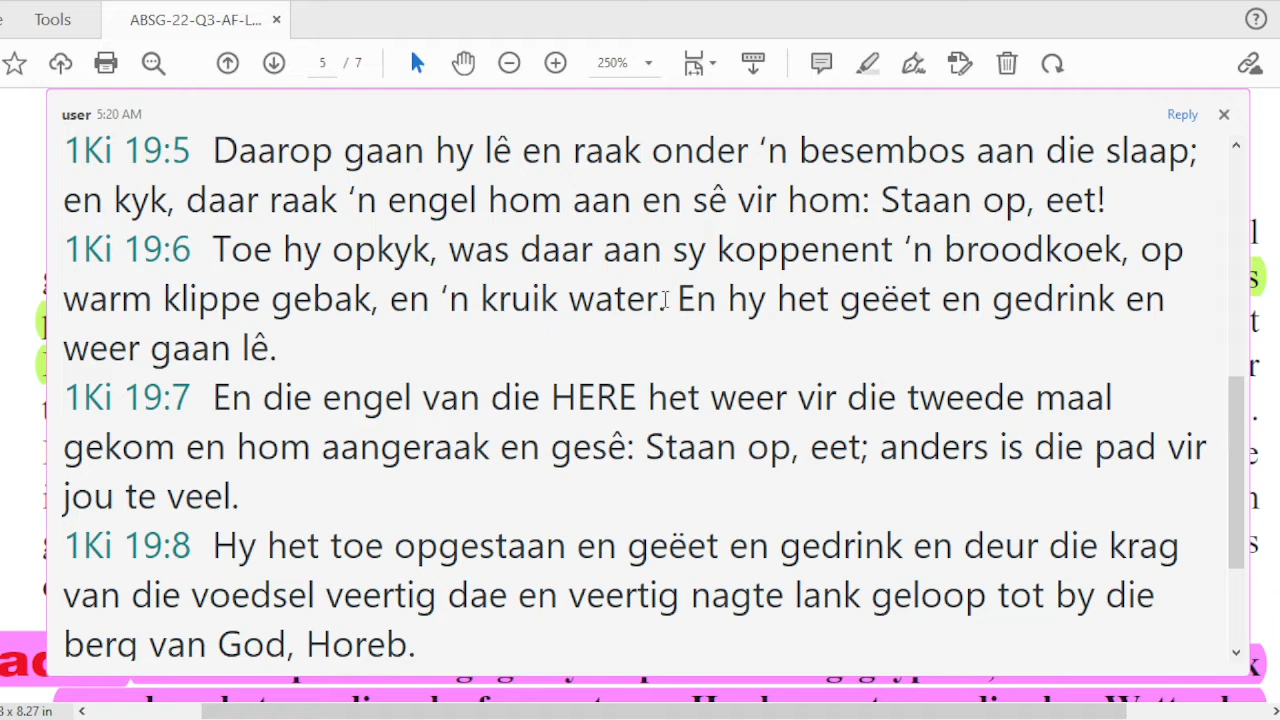 Tools
ABSG-22-Q3-AF-L... ×
5 / 7
250%
user 5:20 AM
Reply
1Ki 19:5 Daarop gaan hy lê en raak onder ‘n besembos aan die slaap;
en kyk, daar raak ‘n engel hom aan en sê vir hom: Staan op, eet!
1Ki 19:6 Toe hy opkyk, was daar aan sy koppenent ‘n broodkoek, op
warm klippe gebak, en ‘n kruik water. En hy het geëet en gedrink en
weer gaan lê.
1Ki 19:7 En die engel van die HERE het weer vir die tweede maal
gekom en hom aangeraak en gesê: Staan op, eet; anders is die pad vir
jou te veel.
1Ki 19:8 Hy het toe opgestaan en geëet en gedrink en deur die krag
van die voedsel veertig dae en veertig nagte lank geloop tot by die
berg van God, Horeb.
x 8.27 in